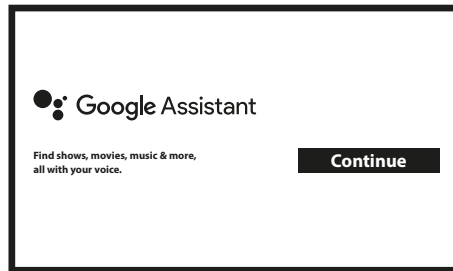 Google Assistant
Find shows, movies, music & more,
all with your voice.
Continue